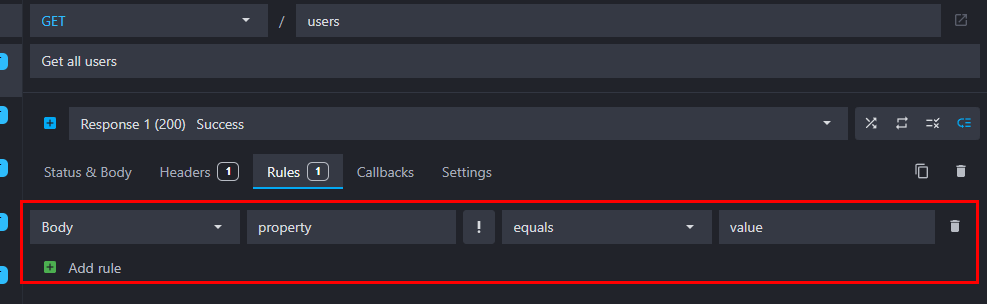 GET / users
Get all users
Response 1 (200) Success
Status & Body Headers 1 Rules 1 Callbacks Settings
Body property ! equals value
Add rule